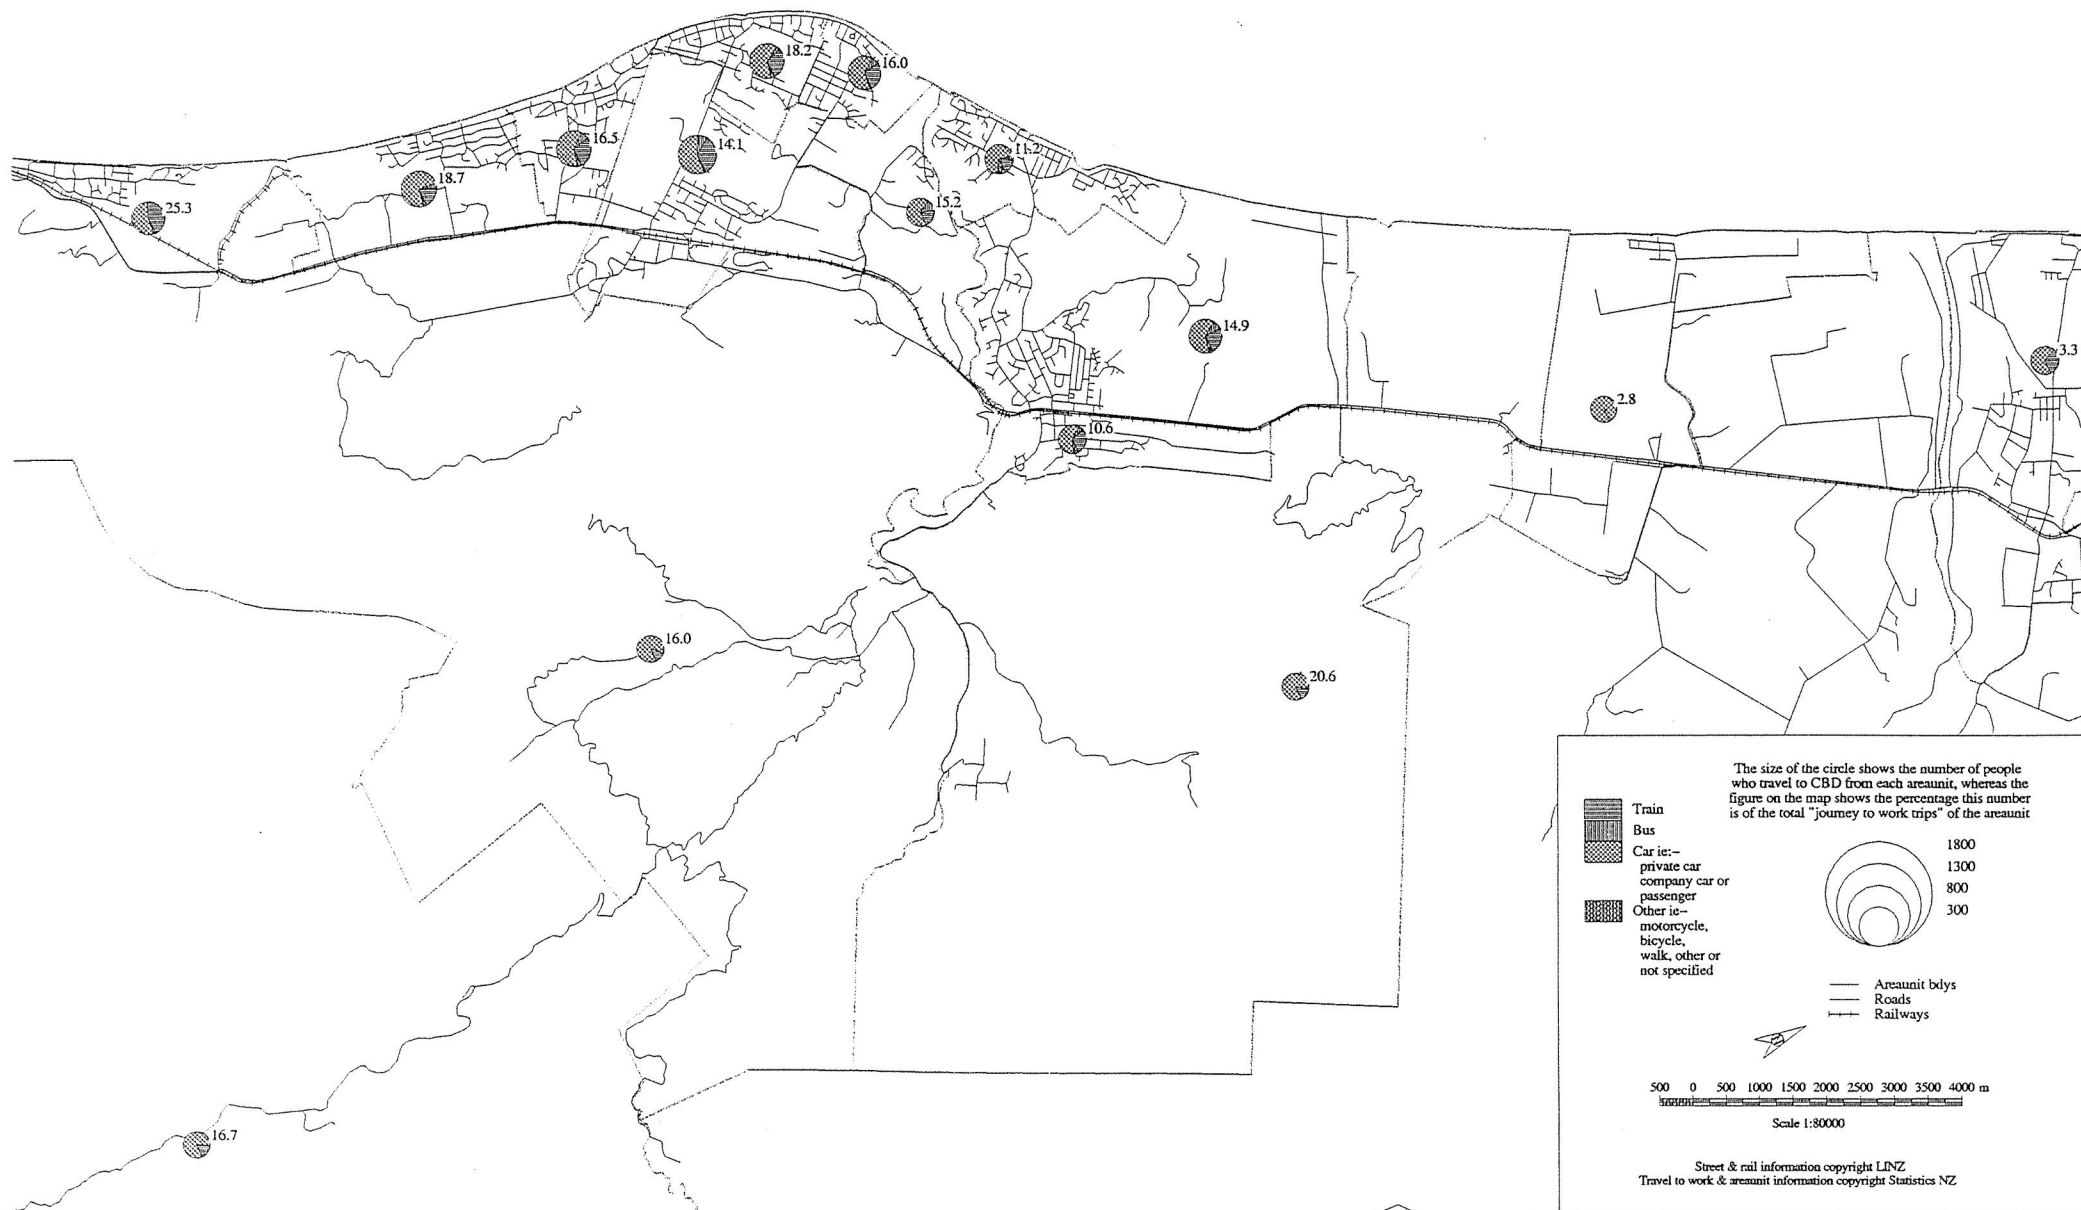 18.2
16.0
16.5
14.1
11.2
18.7
15.2
25.3
14.9
3.3
2.8
10.6
16.0
20.6
16.7
The size of the circle shows the number of people
who travel to CBD from each areaunit, whereas the
figure on the map shows the percentage this number
is of the total "journey to work trips" of the areaunit
Train
Bus
Car ie:-
private car
company car or
passenger
Other ie-
motorcycle,
bicycle,
walk, other or
not specified
1800
1300
800
300
Areaunit bdys
Roads
Railways
N
500 0 500 1000 1500 2000 2500 3000 3500 4000 m
Scale 1:80000
Street & rail information copyright LINZ
Travel to work & areaunit information copyright Statistics NZ